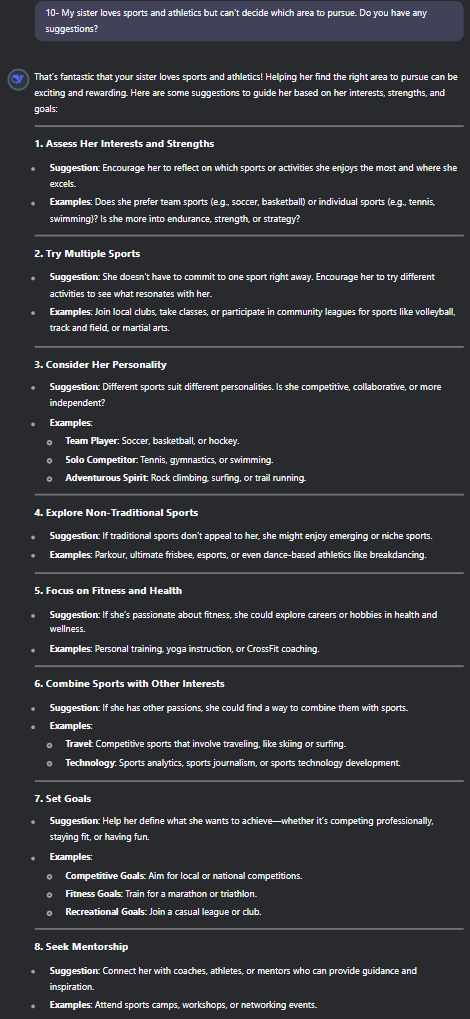 10- My sister loves sports and athletics but can't decide which area to pursue. Do you have any
suggestions?
That's fantastic that your sister loves sports and athletics! Helping her find the right area to pursue can be
exciting and rewarding. Here are some suggestions to guide her based on her interests, strengths, and
goals:
1. Assess Her Interests and Strengths
Suggestion: Encourage her to reflect on which sports or activities she enjoys the most and where she
excels.
Examples: Does she prefer team sports (e.g., soccer, basketball) or individual sports (e.g., tennis,
swimming)? Is she more into endurance, strength, or strategy?
2. Try Multiple Sports
Suggestion: She doesn't have to commit to one sport right away. Encourage her to try different
activities to see what resonates with her.
Examples: Join local clubs, take classes, or participate in community leagues for sports like volleyball,
track and field, or martial arts.
3. Consider Her Personality
Suggestion: Different sports suit different personalities. Is she competitive, collaborative, or more
independent?
Examples:
Team Player: Soccer, basketball, or hockey.
Solo Competitor: Tennis, gymnastics, or swimming.
Adventurous Spirit: Rock climbing, surfing, or trail running.
4. Explore Non-Traditional Sports
Suggestion: If traditional sports don't appeal to her, she might enjoy emerging or niche sports.
Examples: Parkour, ultimate frisbee, esports, or even dance-based athletics like breakdancing.
5. Focus on Fitness and Health
Suggestion: If she's passionate about fitness, she could explore careers or hobbies in health and
wellness.
Examples: Personal training, yoga instruction, or CrossFit coaching.
6. Combine Sports with Other Interests
Suggestion: If she has other passions, she could find a way to combine them with sports.
Examples:
Travel: Competitive sports that involve traveling, like skiing or surfing.
Technology: Sports analytics, sports journalism, or sports technology development.
7. Set Goals
Suggestion: Help her define what she wants to achieve—whether it's competing professionally,
staying fit, or having fun.
Examples:
Competitive Goals: Aim for local or national competitions.
Fitness Goals: Train for a marathon or triathlon.
Recreational Goals: Join a casual league or club.
8. Seek Mentorship
Suggestion: Connect her with coaches, athletes, or mentors who can provide guidance and
inspiration.
Examples: Attend sports camps, workshops, or networking events.